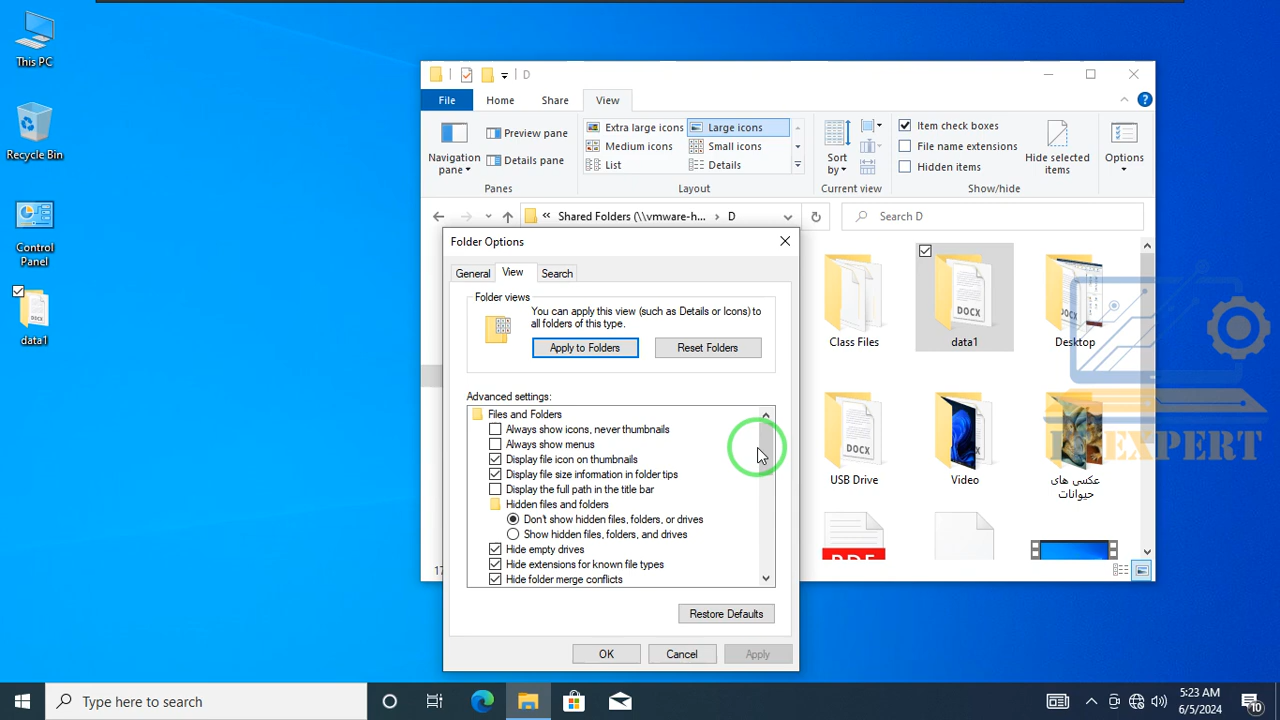 This PC
Recycle Bin
Control
Panel
data1
D
File
Home
Share
View
Navigation
pane
Preview pane
Details pane
Panes
Extra large icons
Large icons
Medium icons
Small icons
List
Details
Layout
Sort
by
Current view
Item check boxes
File name extensions
Hidden items
Hide selected
items
Show/hide
Options
« Shared Folders (\\vmware-h... > D
Search D
Folder Options
General
View
Search
Folder views
You can apply this view (such as Details or Icons) to
all folders of this type.
Apply to Folders
Reset Folders
Advanced settings:
Files and Folders
Always show icons, never thumbnails
Always show menus
Display file icon on thumbnails
Display file size information in folder tips
Display the full path in the title bar
Hidden files and folders
Don't show hidden files, folders, or drives
Show hidden files, folders, and drives
Hide empty drives
Hide extensions for known file types
Hide folder merge conflicts
Restore Defaults
OK
Cancel
Apply
DOCX
DOCX
DOCX
Class Files
data1
Desktop
USB Drive
Video
عکسی های
حیوانات
PDF
17
Type here to search
5:23 AM
6/5/2024
10